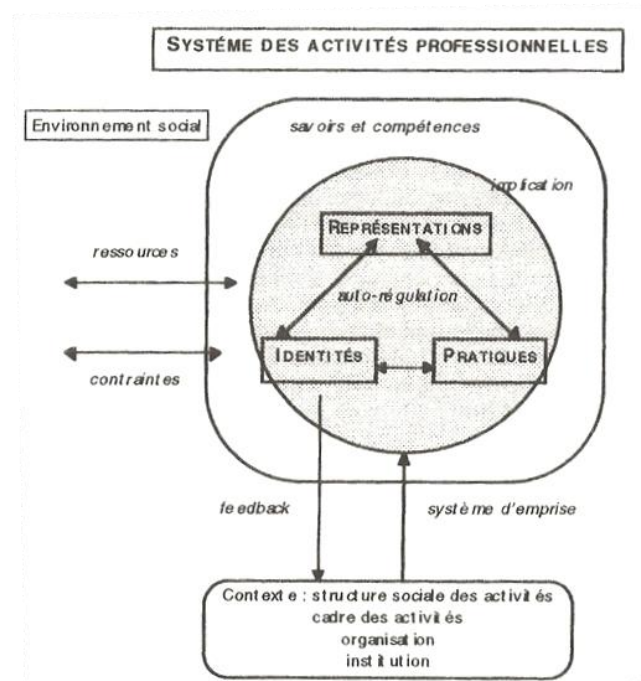 SYSTÉME DES ACTIVITÉS PROFESSIONNELLES
Environnement social
savoirs et compétences
implication
REPRÉSENTATIONS
ressources
auto-régulation
IDENTITÉS
PRATIQUES
contraintes
feedback
système d'emprise
Contexte : structure sociale des activités
cadre des activités
organisation
institution